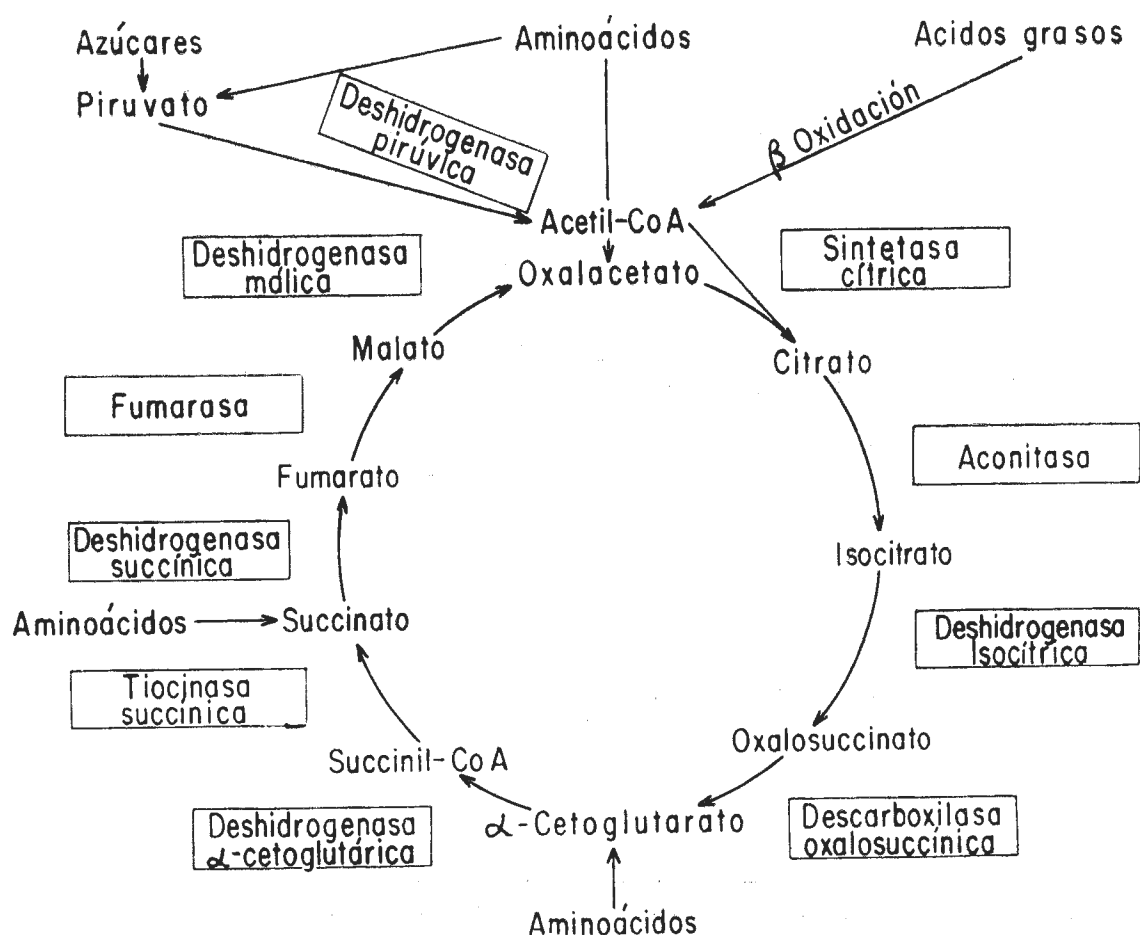 Azúcares
Aminoácidos
Acidos grasos
Piruvato
Deshidrogenasa
pirúvica
β Oxidación
Acetil-CoA
Deshidrogenasa
málica
Sintetasa
cítrica
Oxalacetato
Malato
Citrato
Fumarasa
Aconitasa
Fumarato
Deshidrogenasa
succínica
Isocitrato
Aminoácidos
Succinato
Deshidrogenasa
Isocítrica
Tiocinasa
succínica
Oxalosuccinato
Succinil-CoA
Deshidrogenasa
α-cetoglutárica
α-Cetoglutarato
Descarboxilasa
oxalosuccínica
Aminoácidos